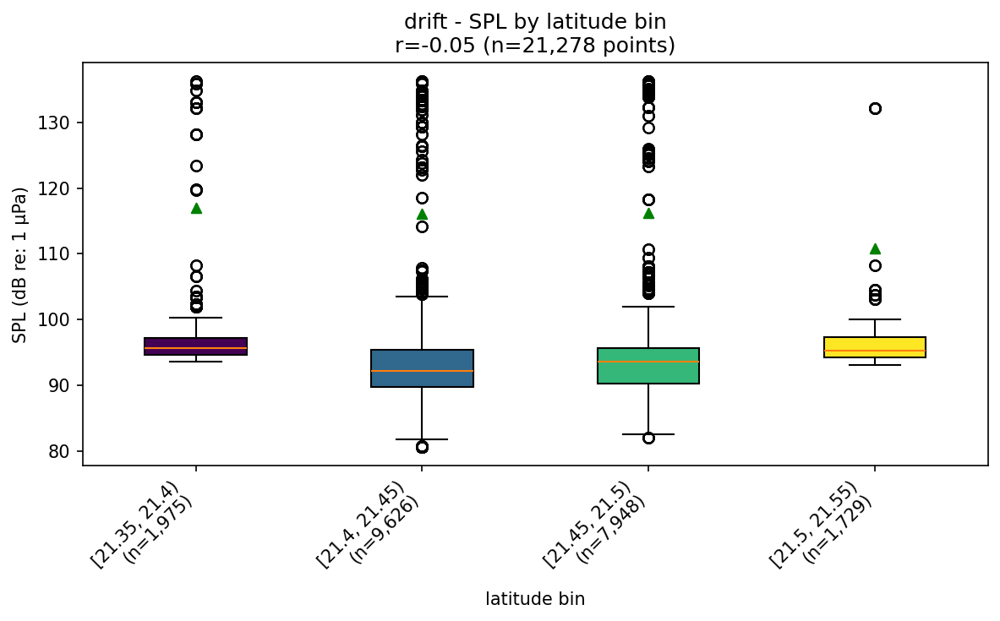 drift - SPL by latitude bin
r=-0.05 (n=21,278 points)
SPL (dB re: 1 µPa)
130
120
110
100
90
80
[21.35, 21.4)
(n=1,975)
[21.4, 21.45)
(n=9,626)
[21.45, 21.5)
(n=7,948)
[21.5, 21.55)
(n=1,729)
latitude bin